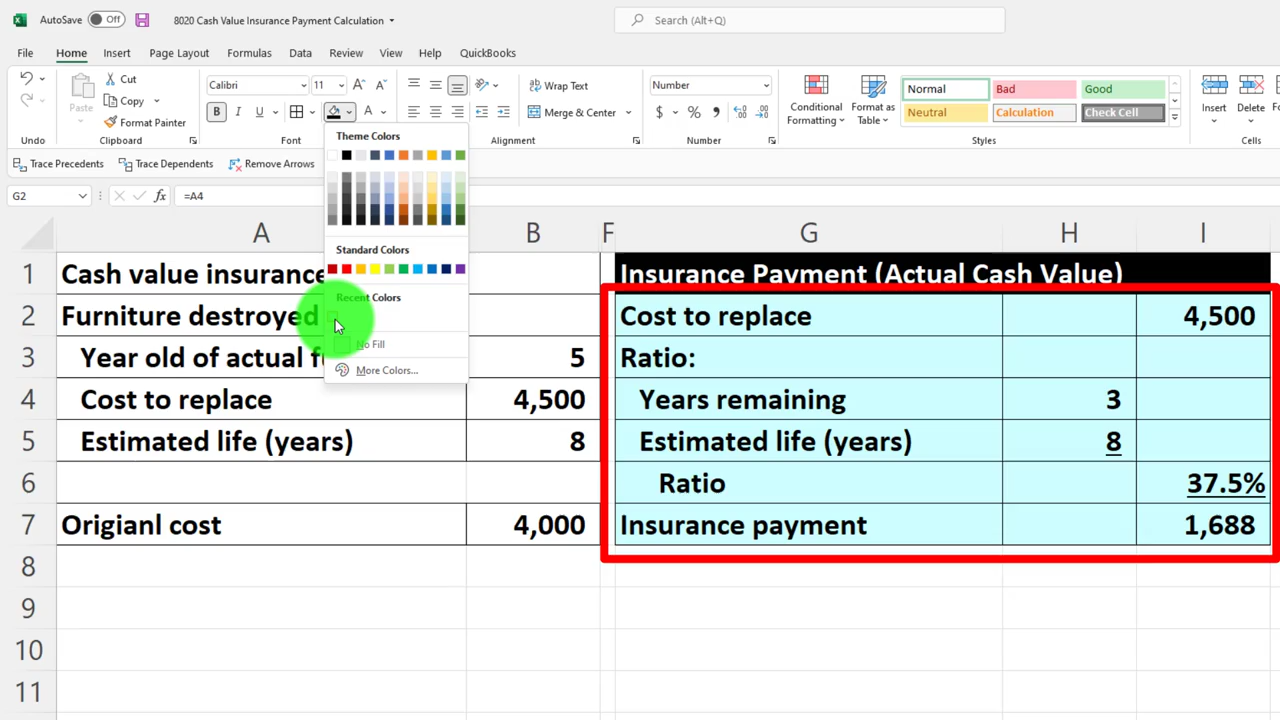 AutoSave Off 8020 Cash Value Insurance Payment Calculation Search (Alt+Q)
File Home Insert Page Layout Formulas Data Review View Help QuickBooks
Cut Calibri 11 Wrap Text Number Normal Bad Good
Paste Copy B I U A Merge & Center $ % Conditional Formatting Format as Table Neutral Calculation Check Cell Insert Delete
Format Painter
Undo Clipboard Font Alignment Number Styles Cells
Trace Precedents Trace Dependents Remove Arrows
Theme Colors
Standard Colors
Recent Colors
No Fill
More Colors...
G2 fx =A4
A B F G H I
1 Cash value insurance Insurance Payment (Actual Cash Value)
2 Furniture destroyed Cost to replace 4,500
3 Year old of actual 5 Ratio:
4 Cost to replace 4,500 Years remaining 3
5 Estimated life (years) 8 Estimated life (years) 8
6 Ratio 37.5%
7 Origianl cost 4,000 Insurance payment 1,688
8
9
10
11